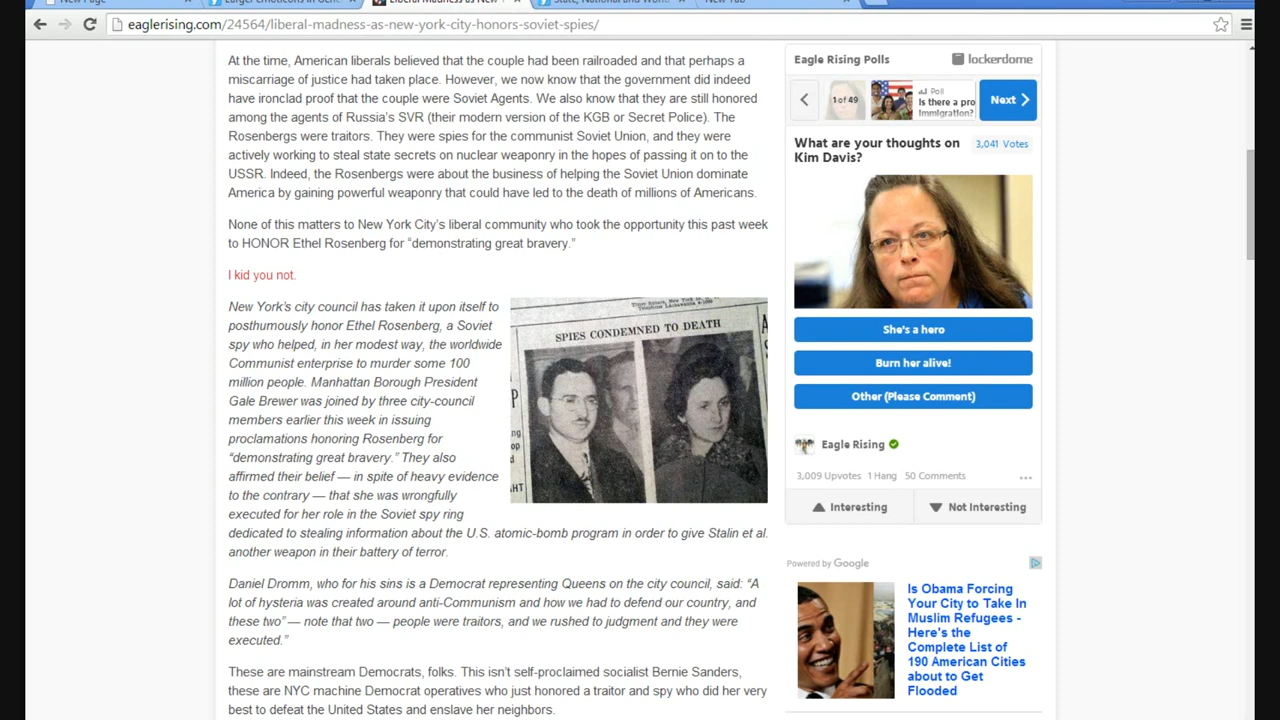 New Page
Liberal Madness as New
State, National and Worl
New Tab
eaglerising.com/24564/liberal-madness-as-new-york-city-honors-soviet-spies/
At the time, American liberals believed that the couple had been railroaded and that perhaps a
miscarriage of justice had taken place. However, we now know that the government did indeed
have ironclad proof that the couple were Soviet Agents. We also know that they are still honored
among the agents of Russia's SVR (their modern version of the KGB or Secret Police). The
Rosenbergs were traitors. They were spies for the communist Soviet Union, and they were
actively working to steal state secrets on nuclear weaponry in the hopes of passing it on to the
USSR. Indeed, the Rosenbergs were about the business of helping the Soviet Union dominate
America by gaining powerful weaponry that could have led to the death of millions of Americans.
None of this matters to New York City's liberal community who took the opportunity this past week
to HONOR Ethel Rosenberg for “demonstrating great bravery.”
I kid you not.
New York's city council has taken it upon itself to
posthumously honor Ethel Rosenberg, a Soviet
spy who helped, in her modest way, the worldwide
Communist enterprise to murder some 100
million people. Manhattan Borough President
Gale Brewer was joined by three city-council
members earlier this week in issuing
proclamations honoring Rosenberg for
“demonstrating great bravery.” They also
affirmed their belief — in spite of heavy evidence
to the contrary — that she was wrongfully
executed for her role in the Soviet spy ring
dedicated to stealing information about the U.S. atomic-bomb program in order to give Stalin et al.
another weapon in their battery of terror.
SPIES CONDEMNED TO DEATH
Daniel Dromm, who for his sins is a Democrat representing Queens on the city council, said: “A
lot of hysteria was created around anti-Communism and how we had to defend our country, and
these two” — note that two — people were traitors, and we rushed to judgment and they were
executed.”
These are mainstream Democrats, folks. This isn't self-proclaimed socialist Bernie Sanders,
these are NYC machine Democrat operatives who just honored a traitor and spy who did her very
best to defeat the United States and enslave her neighbors.
Eagle Rising Polls
lockerdome
1 of 49
Poll
Is there a pro
Immigration?
Next
What are your thoughts on
Kim Davis?
3,041 Votes
She's a hero
Burn her alive!
Other (Please Comment)
Eagle Rising
3,009 Upvotes 1 Hang 50 Comments
Interesting
Not Interesting
Powered by Google
Is Obama Forcing
Your City to Take In
Muslim Refugees -
Here's the
Complete List of
190 American Cities
about to Get
Flooded